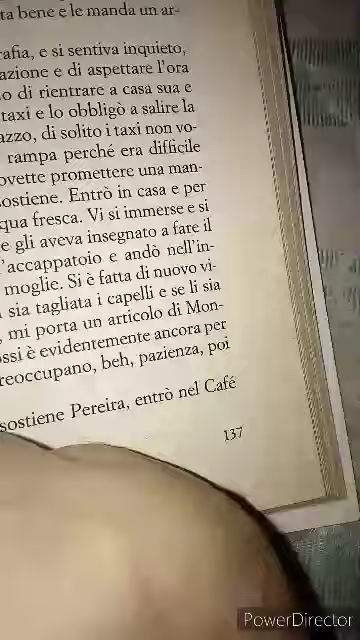 ta bene e le manda un ar-
rafia, e si sentiva inquieto,
azione e di aspettare l'ora
o di rientrare a casa sua e
taxi e lo obbligò a salire la
azzo, di solito i taxi non vo-
rampa perché era difficile
ovette promettere una man-
sostiene. Entrò in casa e per
qua fresca. Vi si immerse e si
e gli aveva insegnato a fare il
l'accappatoio e andò nell'in-
moglie. Si è fatta di nuovo vi-
sia tagliata i capelli e se li sia
, mi porta un articolo di Mon-
ssi è evidentemente ancora per
reoccupano, beh, pazienza, poi
sostiene Pereira, entrò nel Café
137
PowerDirector